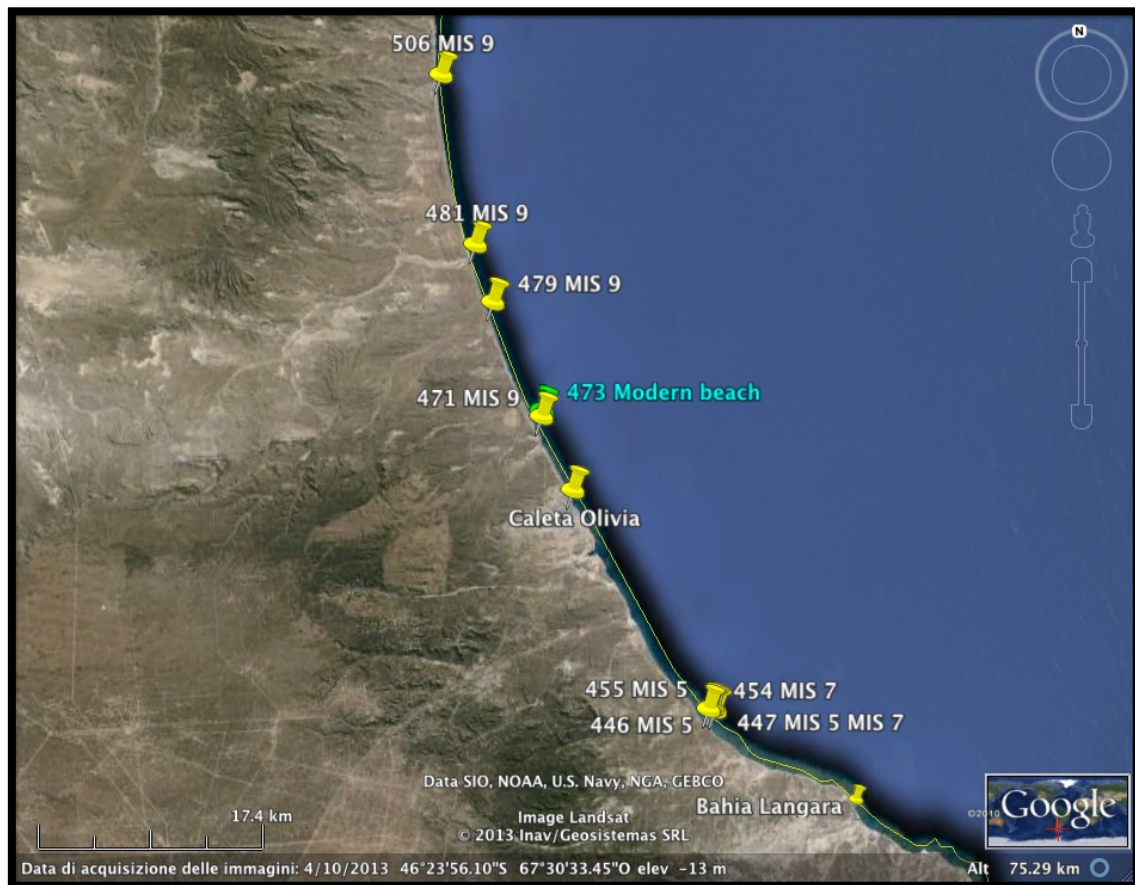 N
506 MIS 9
481 MIS 9
479 MIS 9
471 MIS 9
473 Modern beach
Caleta Olivia
455 MIS 5
454 MIS 7
446 MIS 5
447 MIS 5 MIS 7
Data SIO, NOAA, U.S. Navy, NGA, GEBCO
Bahia Langara
17.4 km
Image Landsat
© 2013 Inav/Geosistemas SRL
©2010 Google
Data di acquisizione delle immagini: 4/10/2013 46°23'56.10"S 67°30'33.45"O elev -13 m Alt 75.29 km